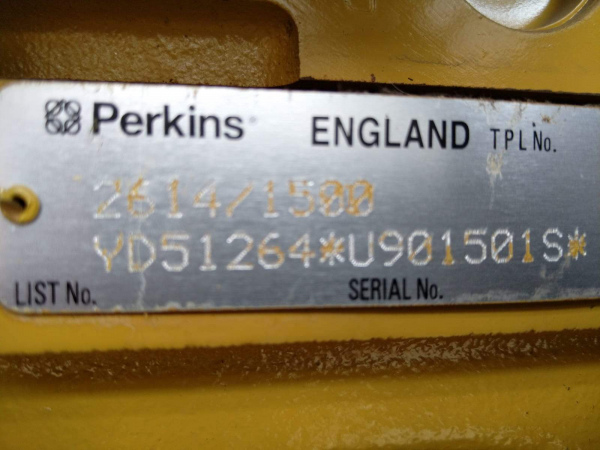 Perkins ENGLAND TPL No.
2614/1500
YD51264*U901501S*
LIST No. SERIAL No.